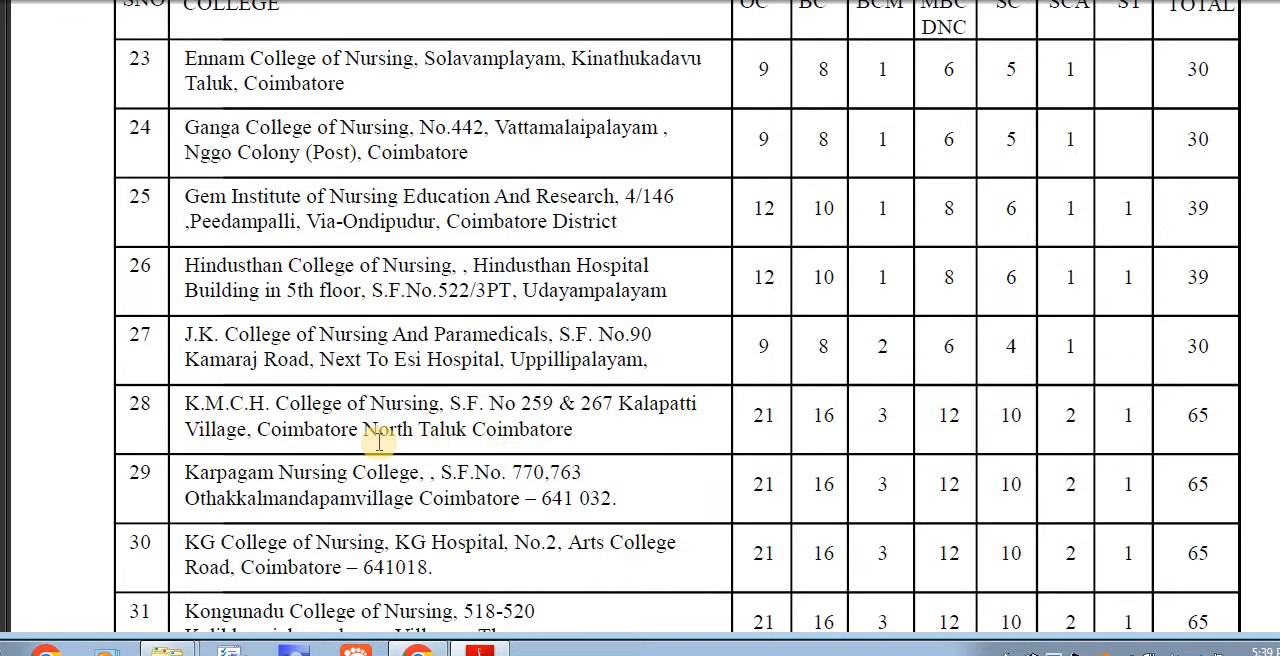 SNO COLLEGE OC BC BCM MBC SC SCA ST TOTAL
DNC
23 Ennam College of Nursing, Solavamplayam, Kinathukadavu
Taluk, Coimbatore 9 8 1 6 5 1 30
24 Ganga College of Nursing, No.442, Vattamalaipalayam ,
Nggo Colony (Post), Coimbatore 9 8 1 6 5 1 30
25 Gem Institute of Nursing Education And Research, 4/146
,Peedampalli, Via-Ondipudur, Coimbatore District 12 10 1 8 6 1 1 39
26 Hindusthan College of Nursing, , Hindusthan Hospital
Building in 5th floor, S.F.No.522/3PT, Udayampalayam 12 10 1 8 6 1 1 39
27 J.K. College of Nursing And Paramedicals, S.F. No.90
Kamaraj Road, Next To Esi Hospital, Uppillipalayam, 9 8 2 6 4 1 30
28 K.M.C.H. College of Nursing, S.F. No 259 & 267 Kalapatti
Village, Coimbatore North Taluk Coimbatore 21 16 3 12 10 2 1 65
29 Karpagam Nursing College, , S.F.No. 770,763
Othakkalmandapamvillage Coimbatore – 641 032. 21 16 3 12 10 2 1 65
30 KG College of Nursing, KG Hospital, No.2, Arts College
Road, Coimbatore – 641018. 21 16 3 12 10 2 1 65
31 Kongunadu College of Nursing, 518-520
21 16 3 12 10 2 1 65
5:39